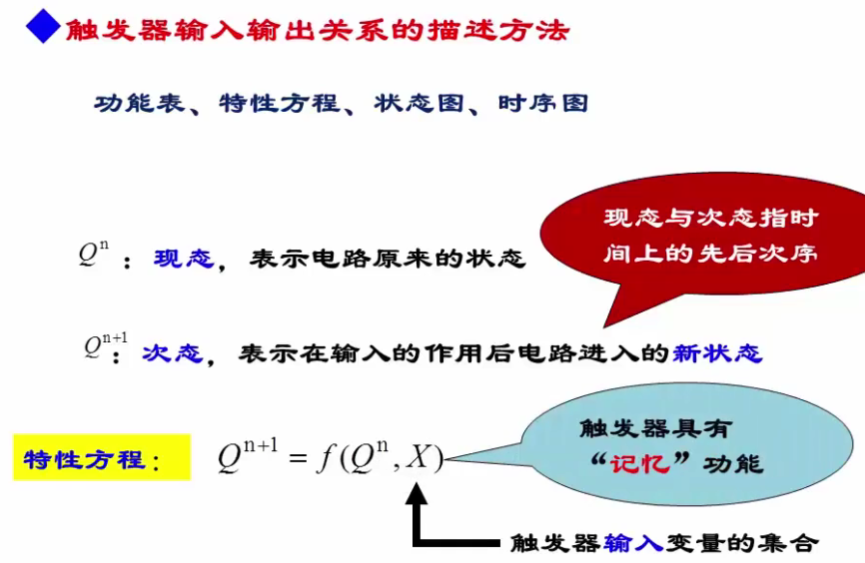 触发器输入输出关系的描述方法
功能表、特性方程、状态图、时序图
现态与次态指时
间上的先后次序
Qⁿ：现态，表示电路原来的状态
Qⁿ⁺¹：次态，表示在输入的作用后电路进入的新状态
触发器具有
“记忆”功能
特性方程： Qⁿ⁺¹ = f(Qⁿ, X)
触发器输入变量的集合